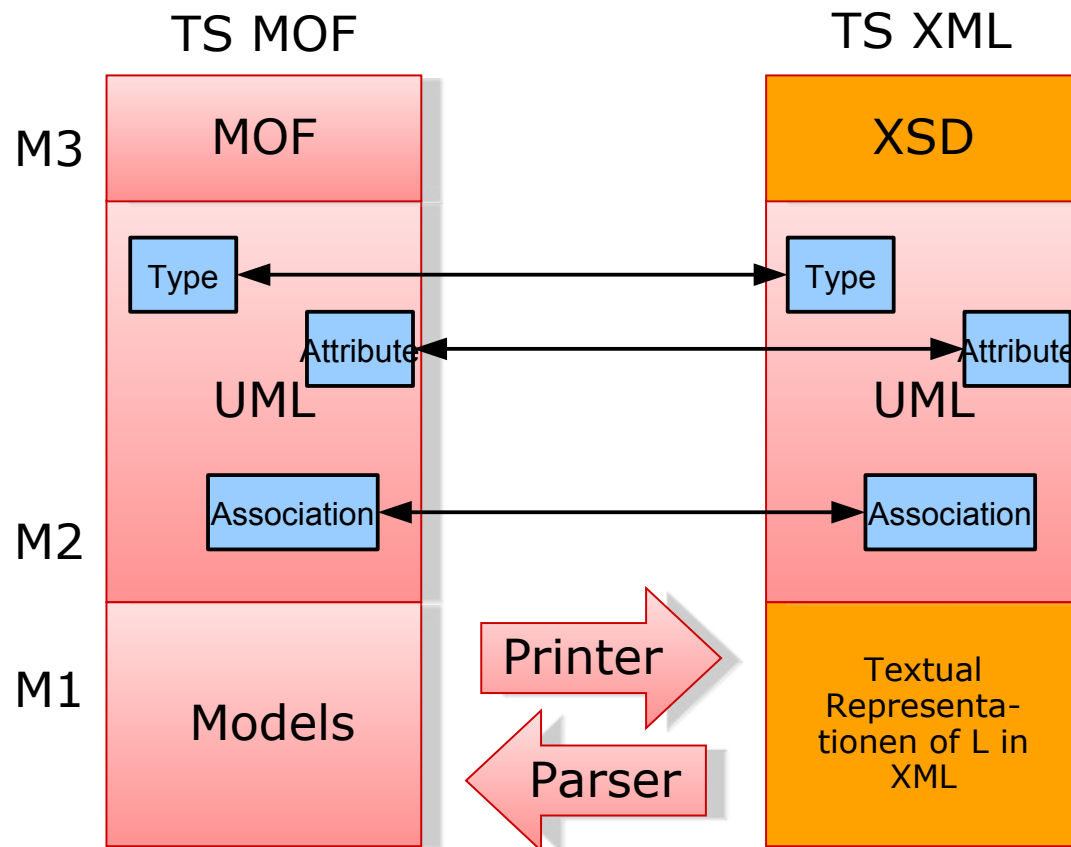 TS MOF
TS XML
M3
MOF
XSD
Type
Type
Attribute
Attribute
UML
UML
Association
Association
M2
Printer
M1
Models
Textual
Representa-
tionen of L in
XML
Parser